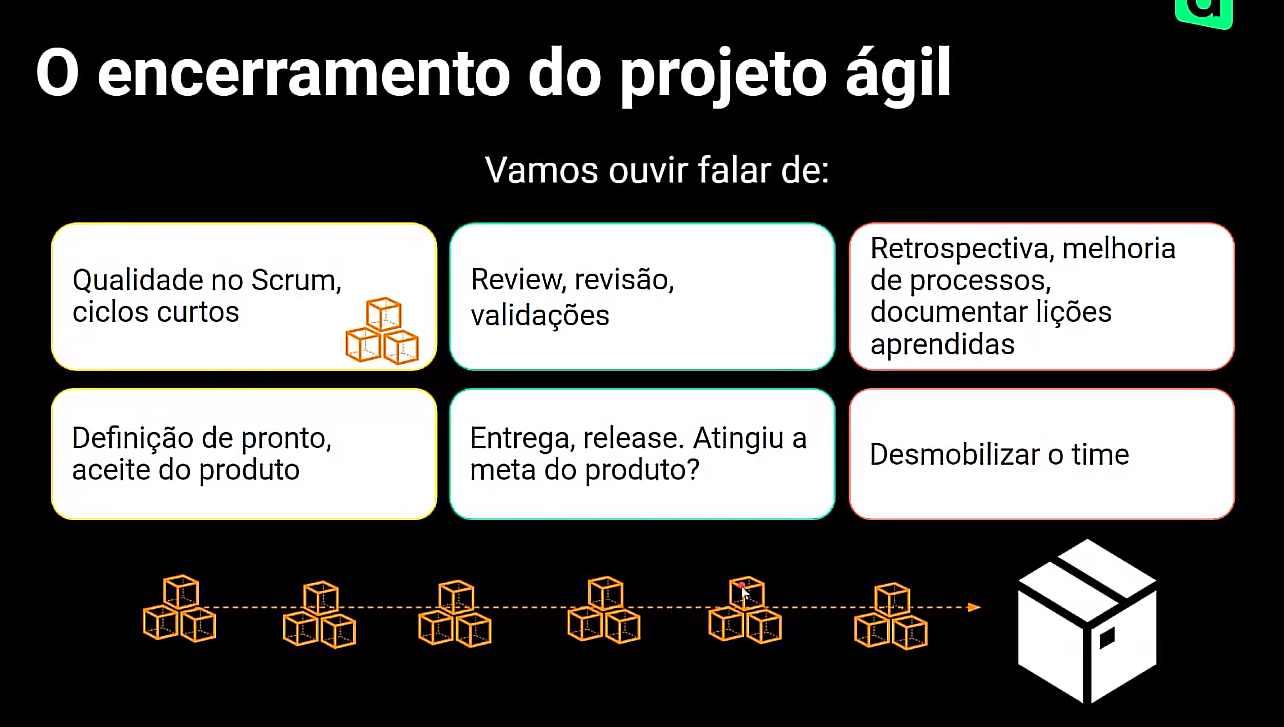 O encerramento do projeto ágil
Vamos ouvir falar de:
Qualidade no Scrum,
ciclos curtos
Review, revisão,
validações
Retrospectiva, melhoria
de processos,
documentar lições
aprendidas
Definição de pronto,
aceite do produto
Entrega, release. Atingiu a
meta do produto?
Desmobilizar o time